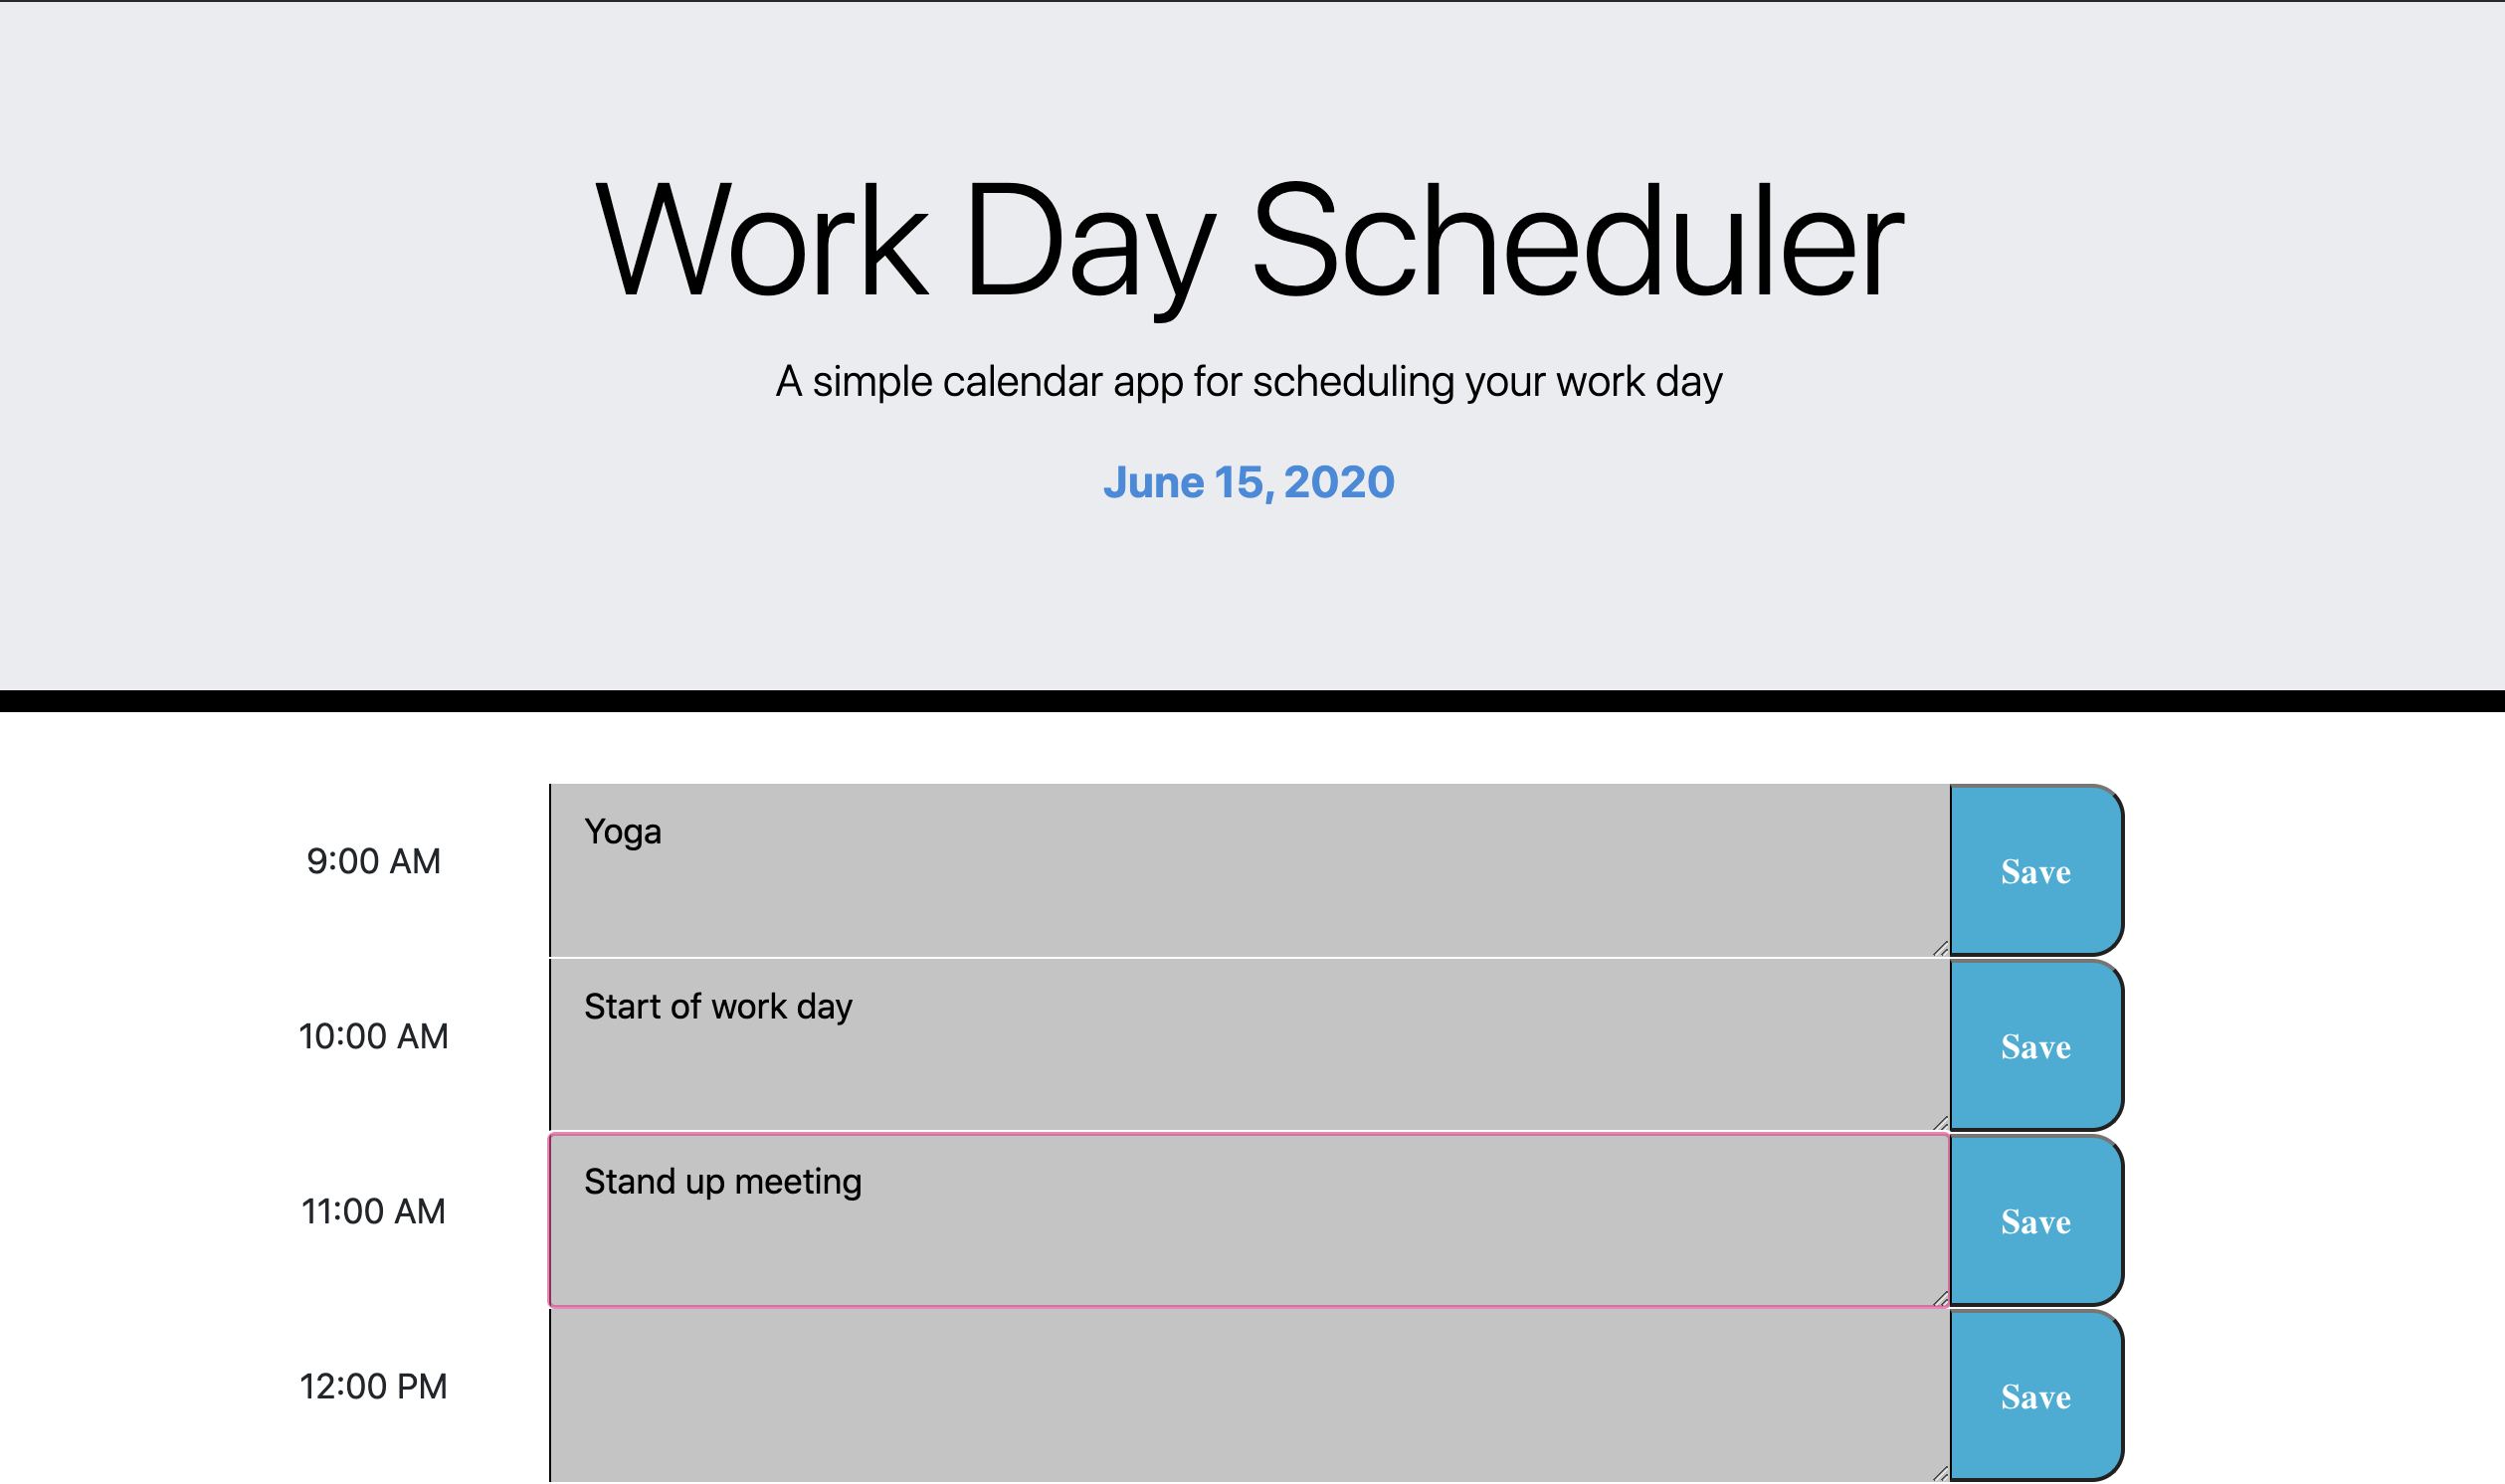 Work Day Scheduler
A simple calendar app for scheduling your work day
June 15, 2020
9:00 AM
Yoga
Save
10:00 AM
Start of work day
Save
11:00 AM
Stand up meeting
Save
12:00 PM
Save